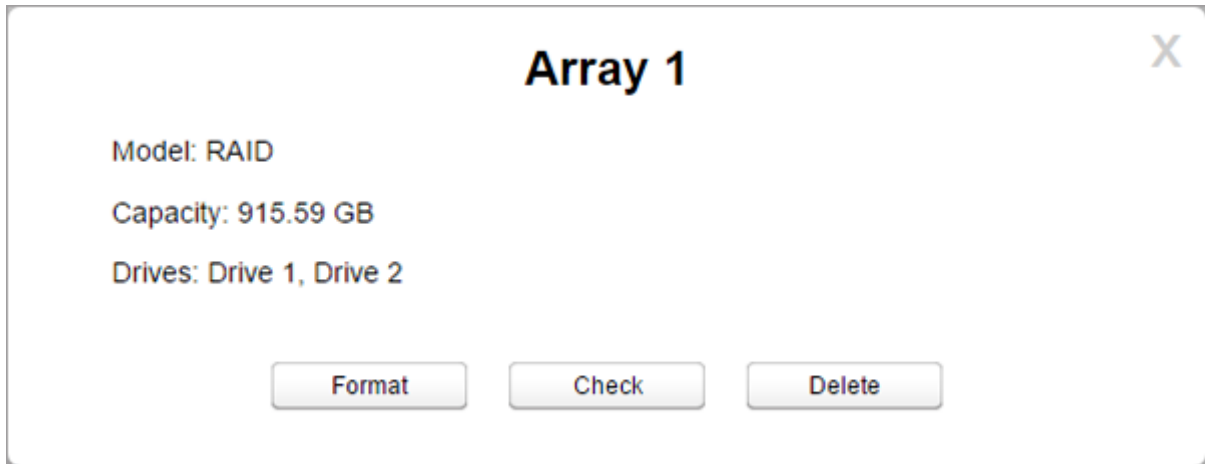 Array 1
X
Model: RAID
Capacity: 915.59 GB
Drives: Drive 1, Drive 2
Format Check Delete